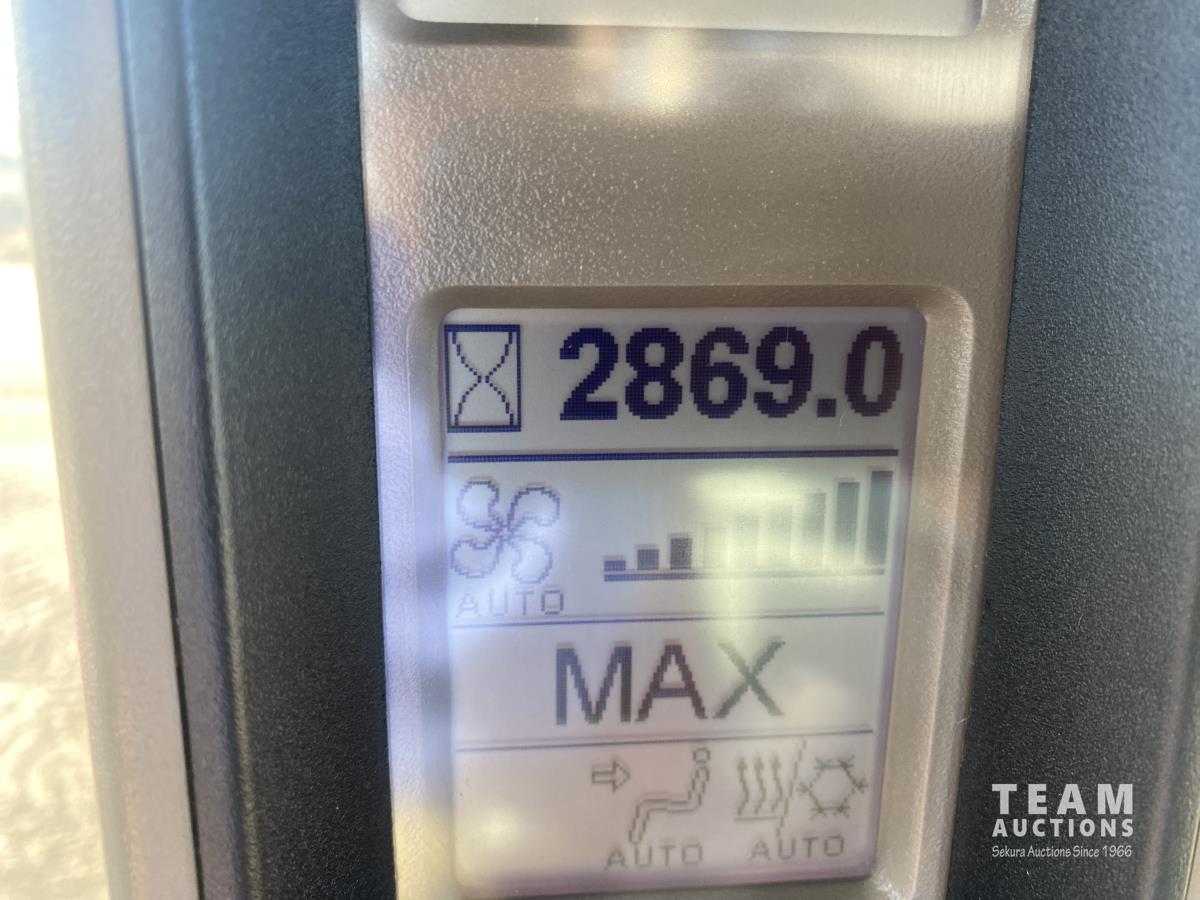 2869.0
AUTO
MAX
AUTO AUTO
TEAM
AUCTIONS
Sekura Auctions Since 1966